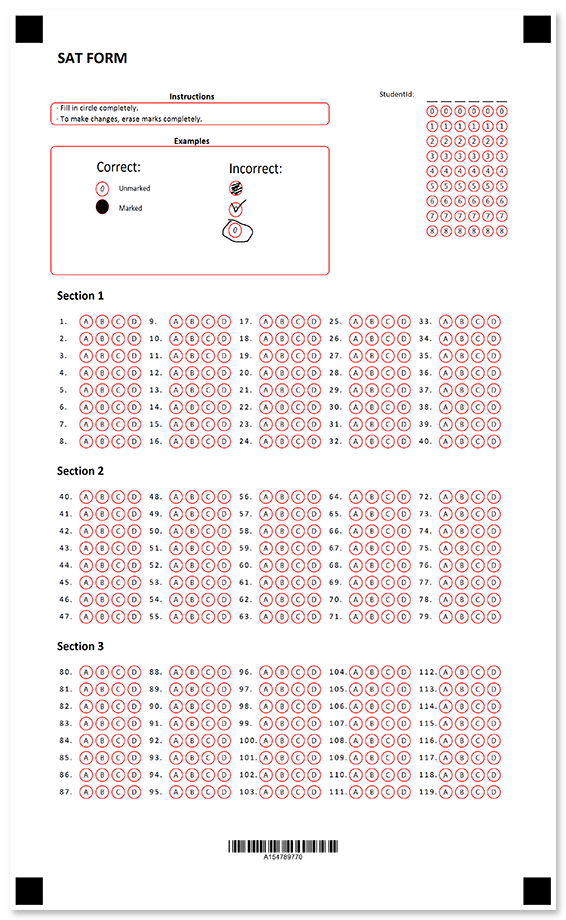 SAT FORM
StudentId: __ __ __ __ __ __
Instructions
· Fill in circle completely.
· To make changes, erase marks completely.
0 0 0 0 0 0
1 1 1 1 1 1
2 2 2 2 2 2
3 3 3 3 3 3
4 4 4 4 4 4
5 5 5 5 5 5
6 6 6 6 6 6
7 7 7 7 7 7
8 8 8 8 8 8
Examples
Correct: Incorrect:
0 Unmarked
Marked
0
Section 1
1. A B C D 9. A B C D 17. A B C D 25. A B C D 33. A B C D
2. A B C D 10. A B C D 18. A B C D 26. A B C D 34. A B C D
3. A B C D 11. A B C D 19. A B C D 27. A B C D 35. A B C D
4. A B C D 12. A B C D 20. A B C D 28. A B C D 36. A B C D
5. A B C D 13. A B C D 21. A B C D 29. A B C D 37. A B C D
6. A B C D 14. A B C D 22. A B C D 30. A B C D 38. A B C D
7. A B C D 15. A B C D 23. A B C D 31. A B C D 39. A B C D
8. A B C D 16. A B C D 24. A B C D 32. A B C D 40. A B C D
Section 2
40. A B C D 48. A B C D 56. A B C D 64. A B C D 72. A B C D
41. A B C D 49. A B C D 57. A B C D 65. A B C D 73. A B C D
42. A B C D 50. A B C D 58. A B C D 66. A B C D 74. A B C D
43. A B C D 51. A B C D 59. A B C D 67. A B C D 75. A B C D
44. A B C D 52. A B C D 60. A B C D 68. A B C D 76. A B C D
45. A B C D 53. A B C D 61. A B C D 69. A B C D 77. A B C D
46. A B C D 54. A B C D 62. A B C D 70. A B C D 78. A B C D
47. A B C D 55. A B C D 63. A B C D 71. A B C D 79. A B C D
Section 3
80. A B C D 88. A B C D 96. A B C D 104. A B C D 112. A B C D
81. A B C D 89. A B C D 97. A B C D 105. A B C D 113. A B C D
82. A B C D 90. A B C D 98. A B C D 106. A B C D 114. A B C D
83. A B C D 91. A B C D 99. A B C D 107. A B C D 115. A B C D
84. A B C D 92. A B C D 100. A B C D 108. A B C D 116. A B C D
85. A B C D 93. A B C D 101. A B C D 109. A B C D 117. A B C D
86. A B C D 94. A B C D 102. A B C D 110. A B C D 118. A B C D
87. A B C D 95. A B C D 103. A B C D 111. A B C D 119. A B C D
A154789770